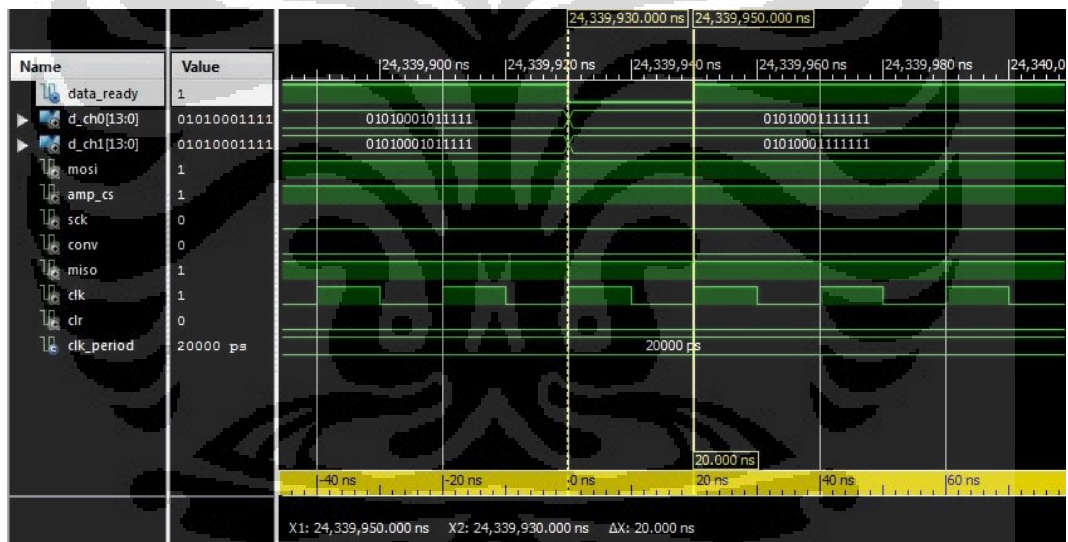 24,339,930.000 ns 24,339,950.000 ns
Name Value
24,339,900 ns 24,339,920 ns 24,339,940 ns 24,339,960 ns 24,339,980 ns 24,340,0
data_ready 1
d_ch0[13:0] 01010001111 01010001011111 01010001111111
d_ch1[13:0] 01010001111 01010001011111 01010001111111
mosi 1
amp_cs 1
sck 0
conv 0
miso 1
clk 1
clr 0
clk_period 20000 ps 20000 ps
20.000 ns
-40 ns -20 ns 0 ns 20 ns 40 ns 60 ns
X1: 24,339,950.000 ns X2: 24,339,930.000 ns ΔX: 20.000 ns